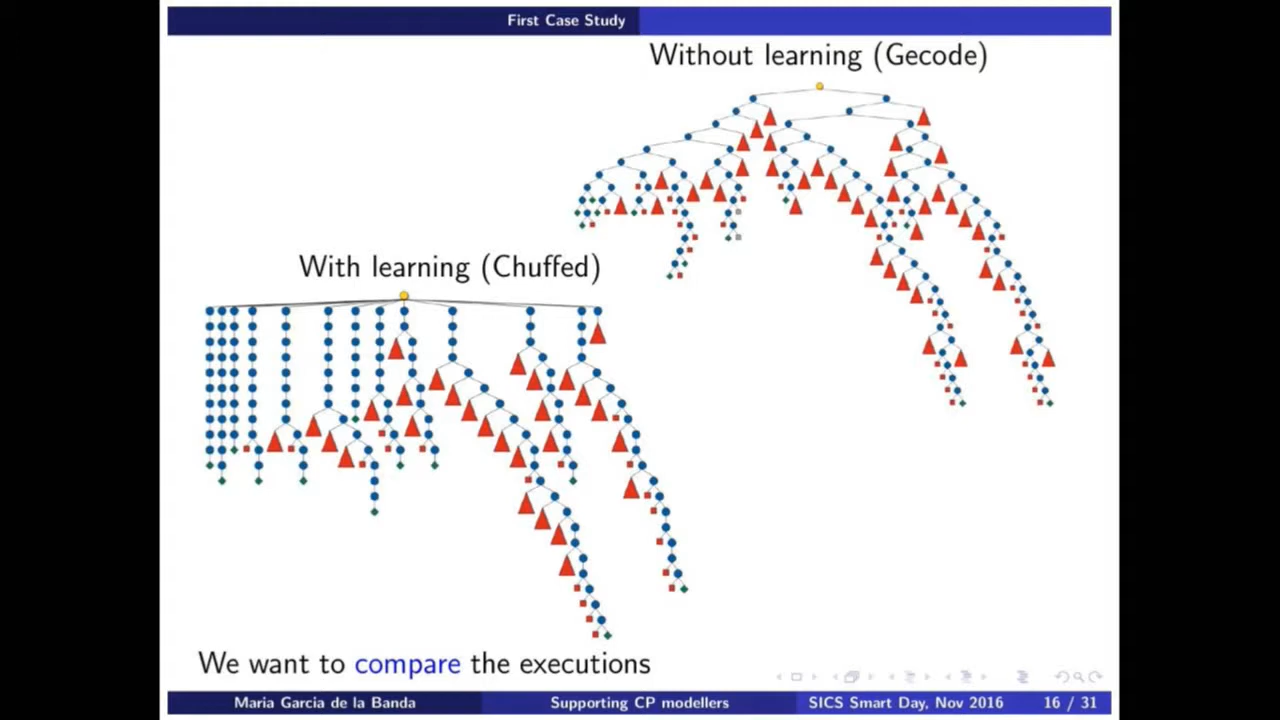 First Case Study
Without learning (Gecode)
With learning (Chuffed)
We want to compare the executions
Maria Garcia de la Banda
Supporting CP modellers
SICS Smart Day, Nov 2016
16 / 31